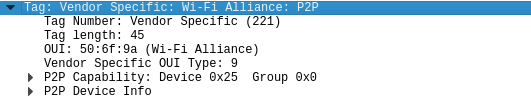 Tag: Vendor Specific: Wi-Fi Alliance: P2P
Tag Number: Vendor Specific (221)
Tag length: 45
OUI: 50:6f:9a (Wi-Fi Alliance)
Vendor Specific OUI Type: 9
P2P Capability: Device 0x25  Group 0x0
P2P Device Info